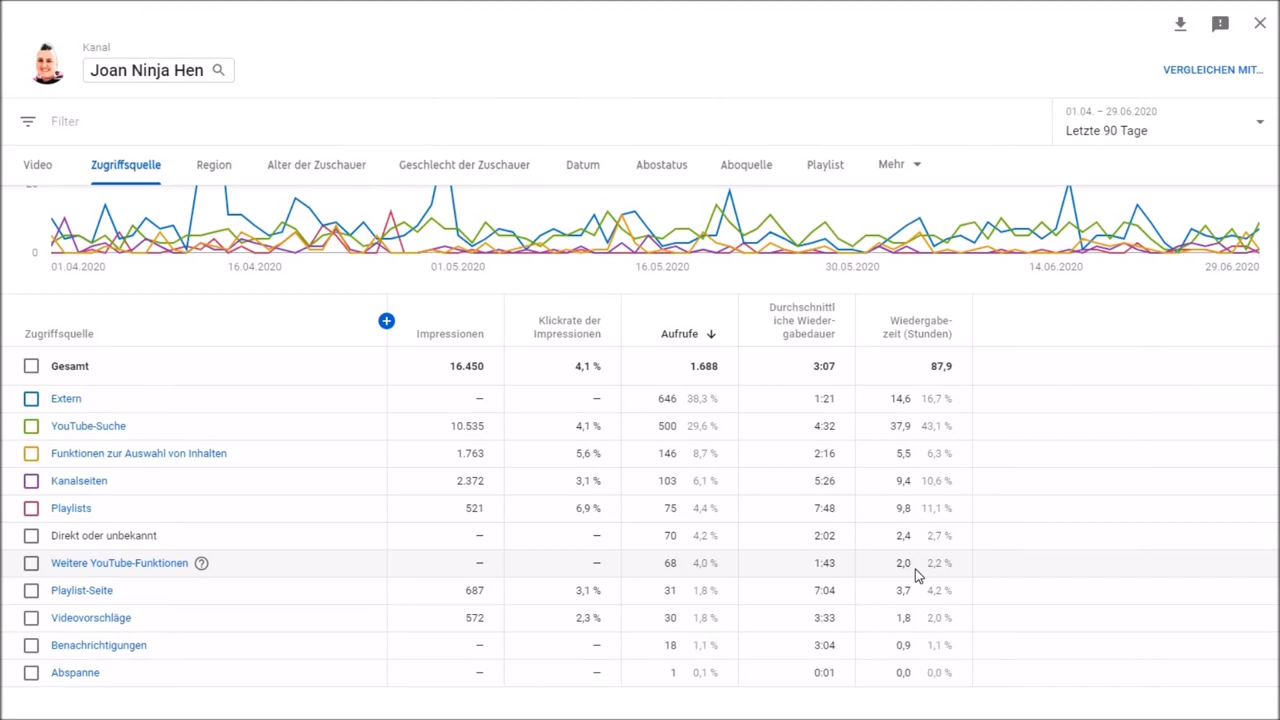 Kanal
Joan Ninja Hen
VERGLEICHEN MIT...
Filter
01.04. – 29.06.2020
Letzte 90 Tage
Video Zugriffsquelle Region Alter der Zuschauer Geschlecht der Zuschauer Datum Abostatus Aboquelle Playlist Mehr
0
01.04.2020 16.04.2020 01.05.2020 16.05.2020 30.05.2020 14.06.2020 29.06.2020
Zugriffsquelle
Impressionen
Klickrate der
Impressionen
Aufrufe
Durchschnittl
iche Wieder-
gabedauer
Wiedergabe-
zeit (Stunden)
Gesamt 16.450 4,1 % 1.688 3:07 87,9
Extern – – 646 38,3 % 1:21 14,6 16,7 %
YouTube-Suche 10.535 4,1 % 500 29,6 % 4:32 37,9 43,1 %
Funktionen zur Auswahl von Inhalten 1.763 5,6 % 146 8,7 % 2:16 5,5 6,3 %
Kanalseiten 2.372 3,1 % 103 6,1 % 5:26 9,4 10,6 %
Playlists 521 6,9 % 75 4,4 % 7:48 9,8 11,1 %
Direkt oder unbekannt – – 70 4,2 % 2:02 2,4 2,7 %
Weitere YouTube-Funktionen – – 68 4,0 % 1:43 2,0 2,2 %
Playlist-Seite 687 3,1 % 31 1,8 % 7:04 3,7 4,2 %
Videovorschläge 572 2,3 % 30 1,8 % 3:33 1,8 2,0 %
Benachrichtigungen – – 18 1,1 % 3:04 0,9 1,1 %
Abspanne – – 1 0,1 % 0:01 0,0 0,0 %